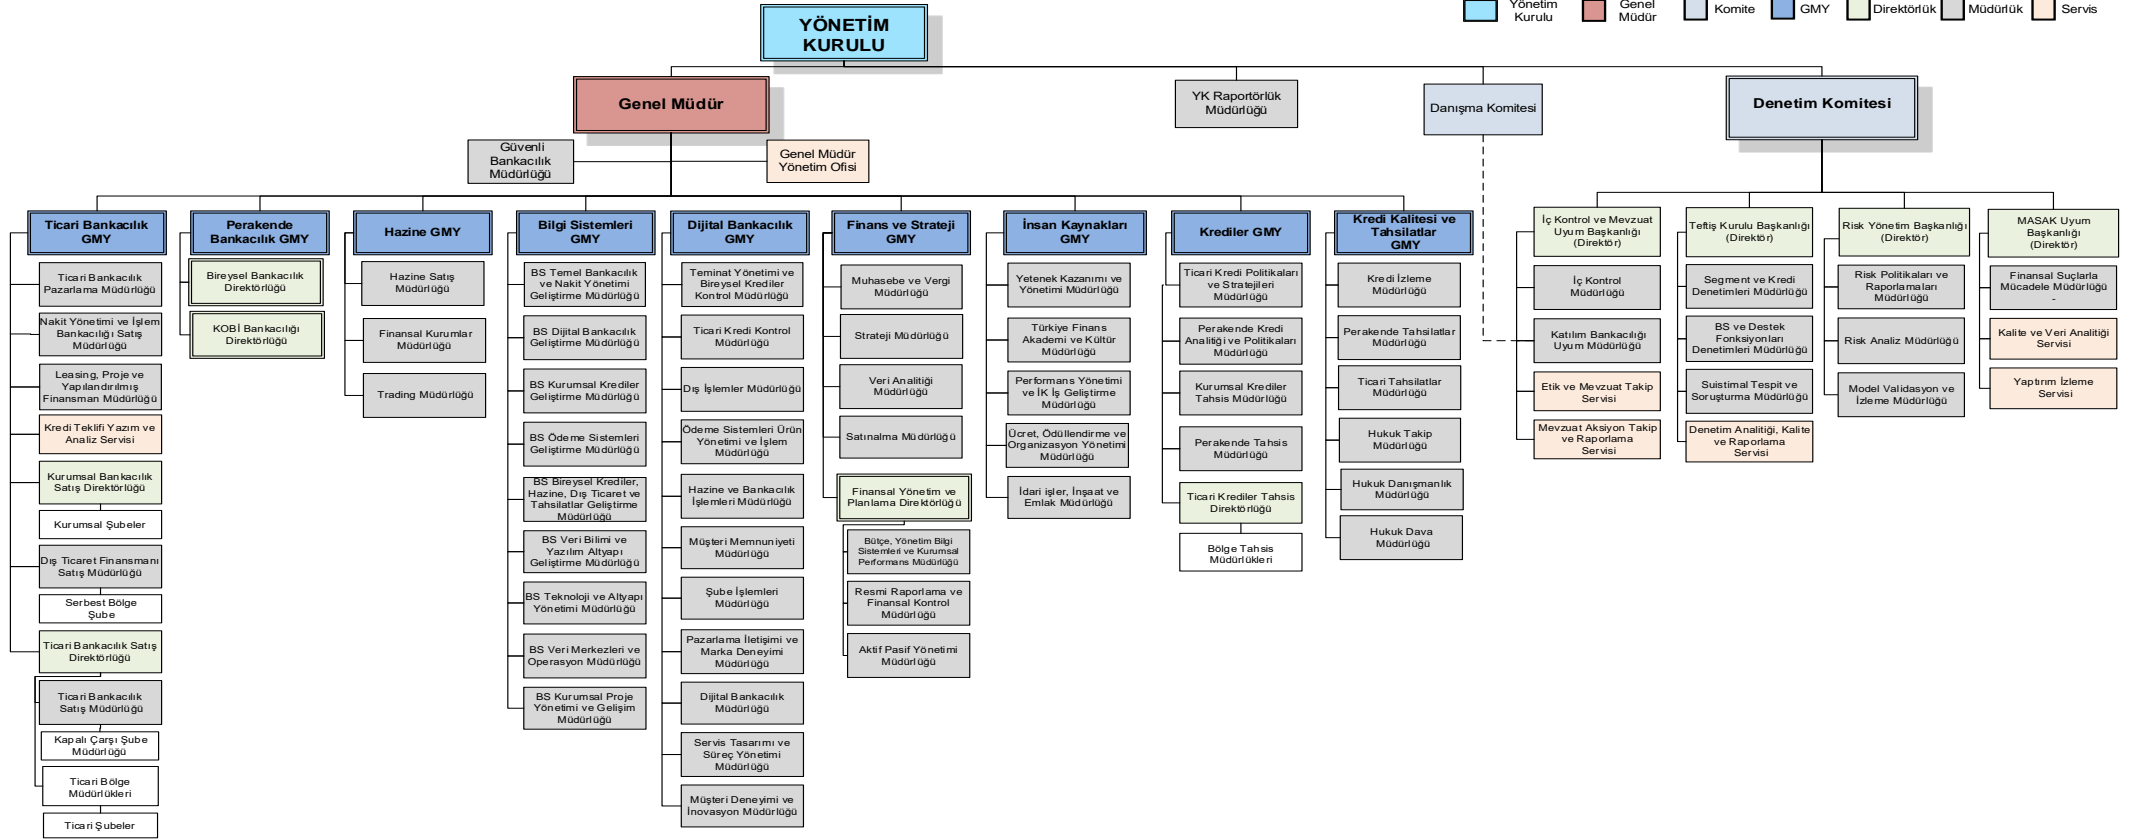 Yönetim
Kurulu
Genel
Müdür
Komite
GMY
Direktörlük
Müdürlük
Servis
YÖNETİM
KURULU
Genel Müdür
YK Raportörlük
Müdürlüğü
Danışma Komitesi
Denetim Komitesi
Güvenli
Bankacılık
Müdürlüğü
Genel Müdür
Yönetim Ofisi
Ticari Bankacılık
GMY
Ticari Bankacılık
Pazarlama Müdürlüğü
Nakit Yönetimi ve İşlem
Bankacılığı Satış
Müdürlüğü
Leasing, Proje ve
Yapılandırılmış
Finansman Müdürlüğü
Kredi Teklifi Yazım ve
Analiz Servisi
Kurumsal Bankacılık
Satış Direktörlüğü
Kurumsal Şubeler
Dış Ticaret Finansmanı
Satış Müdürlüğü
Serbest Bölge
Şube
Ticari Bankacılık Satış
Direktörlüğü
Ticari Bankacılık
Satış Müdürlüğü
Kapalı Çarşı Şube
Müdürlüğü
Ticari Bölge
Müdürlükleri
Ticari Şubeler
Perakende
Bankacılık GMY
Bireysel Bankacılık
Direktörlüğü
KOBİ Bankacılığı
Direktörlüğü
Hazine GMY
Hazine Satış
Müdürlüğü
Finansal Kurumlar
Müdürlüğü
Trading Müdürlüğü
Bilgi Sistemleri
GMY
BS Temel Bankacılık
ve Nakit Yönetimi
Geliştirme Müdürlüğü
BS Dijital Bankacılık
Geliştirme Müdürlüğü
BS Kurumsal Krediler
Geliştirme Müdürlüğü
BS Ödeme Sistemleri
Geliştirme Müdürlüğü
BS Bireysel Krediler,
Hazine, Dış Ticaret ve
Tahsilatlar Geliştirme
Müdürlüğü
BS Veri Bilimi ve
Yazılım Altyapı
Geliştirme Müdürlüğü
BS Teknoloji ve Altyapı
Yönetimi Müdürlüğü
BS Veri Merkezleri ve
Operasyon Müdürlüğü
BS Kurumsal Proje
Yönetimi ve Gelişim
Müdürlüğü
Dijital Bankacılık
GMY
Teminat Yönetimi ve
Bireysel Krediler
Kontrol Müdürlüğü
Ticari Kredi Kontrol
Müdürlüğü
Dış İşlemler Müdürlüğü
Ödeme Sistemleri Ürün
Yönetimi ve İşlem
Müdürlüğü
Hazine ve Bankacılık
İşlemleri Müdürlüğü
Müşteri Memnuniyeti
Müdürlüğü
Şube İşlemleri
Müdürlüğü
Pazarlama İletişimi ve
Marka Deneyimi
Müdürlüğü
Dijital Bankacılık
Müdürlüğü
Servis Tasarımı ve
Süreç Yönetimi
Müdürlüğü
Müşteri Deneyimi ve
İnovasyon Müdürlüğü
Finans ve Strateji
GMY
Muhasebe ve Vergi
Müdürlüğü
Strateji Müdürlüğü
Veri Analitiği
Müdürlüğü
Satınalma Müdürlüğü
Finansal Yönetim ve
Planlama Direktörlüğü
Bütçe, Yönetim Bilgi
Sistemleri ve Kurumsal
Performans Müdürlüğü
Resmi Raporlama ve
Finansal Kontrol
Müdürlüğü
Aktif Pasif Yönetimi
Müdürlüğü
İnsan Kaynakları
GMY
Yetenek Kazanımı ve
Yönetimi Müdürlüğü
Türkiye Finans
Akademi ve Kültür
Müdürlüğü
Performans Yönetimi
ve İK İş Geliştirme
Müdürlüğü
Ücret, Ödüllendirme ve
Organizasyon Yönetimi
Müdürlüğü
İdari işler, İnşaat ve
Emlak Müdürlüğü
Krediler GMY
Ticari Kredi Politikaları
ve Stratejileri
Müdürlüğü
Perakende Kredi
Analitiği ve Politikaları
Müdürlüğü
Kurumsal Krediler
Tahsis Müdürlüğü
Perakende Tahsis
Müdürlüğü
Ticari Krediler Tahsis
Direktörlüğü
Bölge Tahsis
Müdürlükleri
Kredi Kalitesi ve
Tahsilatlar
GMY
Kredi İzleme
Müdürlüğü
Perakende Tahsilatlar
Müdürlüğü
Ticari Tahsilatlar
Müdürlüğü
Hukuk Takip
Müdürlüğü
Hukuk Danışmanlık
Müdürlüğü
Hukuk Dava
Müdürlüğü
İç Kontrol ve Mevzuat
Uyum Başkanlığı
(Direktör)
İç Kontrol
Müdürlüğü
Katılım Bankacılığı
Uyum Müdürlüğü
Etik ve Mevzuat Takip
Servisi
Mevzuat Aksiyon Takip
ve Raporlama
Servisi
Teftiş Kurulu Başkanlığı
(Direktör)
Segment ve Kredi
Denetimleri Müdürlüğü
BS ve Destek
Fonksiyonları
Denetimleri Müdürlüğü
Suistimal Tespit ve
Soruşturma Müdürlüğü
Denetim Analitiği, Kalite
ve Raporlama
Servisi
Risk Yönetim Başkanlığı
(Direktör)
Risk Politikaları ve
Raporlamaları
Müdürlüğü
Risk Analiz Müdürlüğü
Model Validasyon ve
İzleme Müdürlüğü
MASAK Uyum
Başkanlığı
(Direktör)
Finansal Suçlarla
Mücadele Müdürlüğü
-
Kalite ve Veri Analitiği
Servisi
Yaptırım İzleme
Servisi